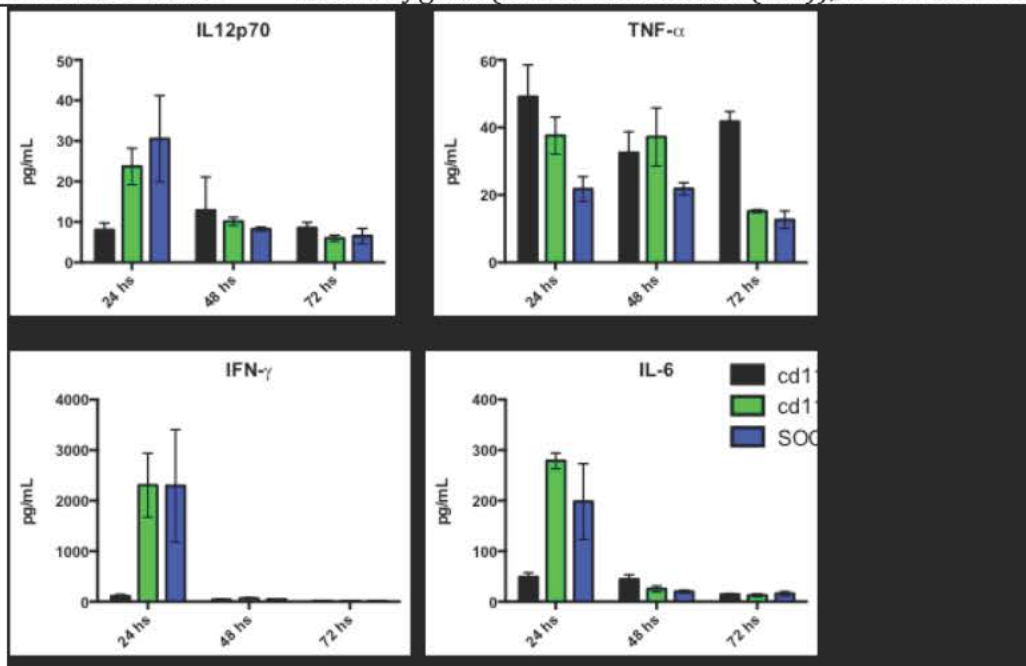 IL12p70
50
40
30
20
10
0
pg/mL
24 hs
48 hs
72 hs
TNF-α
60
40
20
0
pg/mL
24 hs
48 hs
72 hs
IFN-γ
4000
3000
2000
1000
0
pg/mL
24 hs
48 hs
72 hs
IL-6
400
300
200
100
0
pg/mL
24 hs
48 hs
72 hs
cd1
cd1
SOC